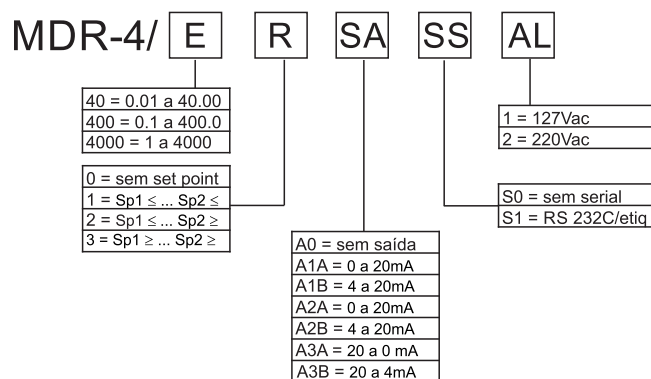 MDR-4/ E R SA SS AL
40 = 0.01 a 40.00
400 = 0.1 a 400.0
4000 = 1 a 4000
1 = 127Vac
2 = 220Vac
0 = sem set point
1 = Sp1 ≤ ... Sp2 ≤
2 = Sp1 ≤ ... Sp2 ≥
3 = Sp1 ≥ ... Sp2 ≥
S0 = sem serial
S1 = RS 232C/etiq
A0 = sem saída
A1A = 0 a 20mA
A1B = 4 a 20mA
A2A = 0 a 20mA
A2B = 4 a 20mA
A3A = 20 a 0 mA
A3B = 20 a 4mA